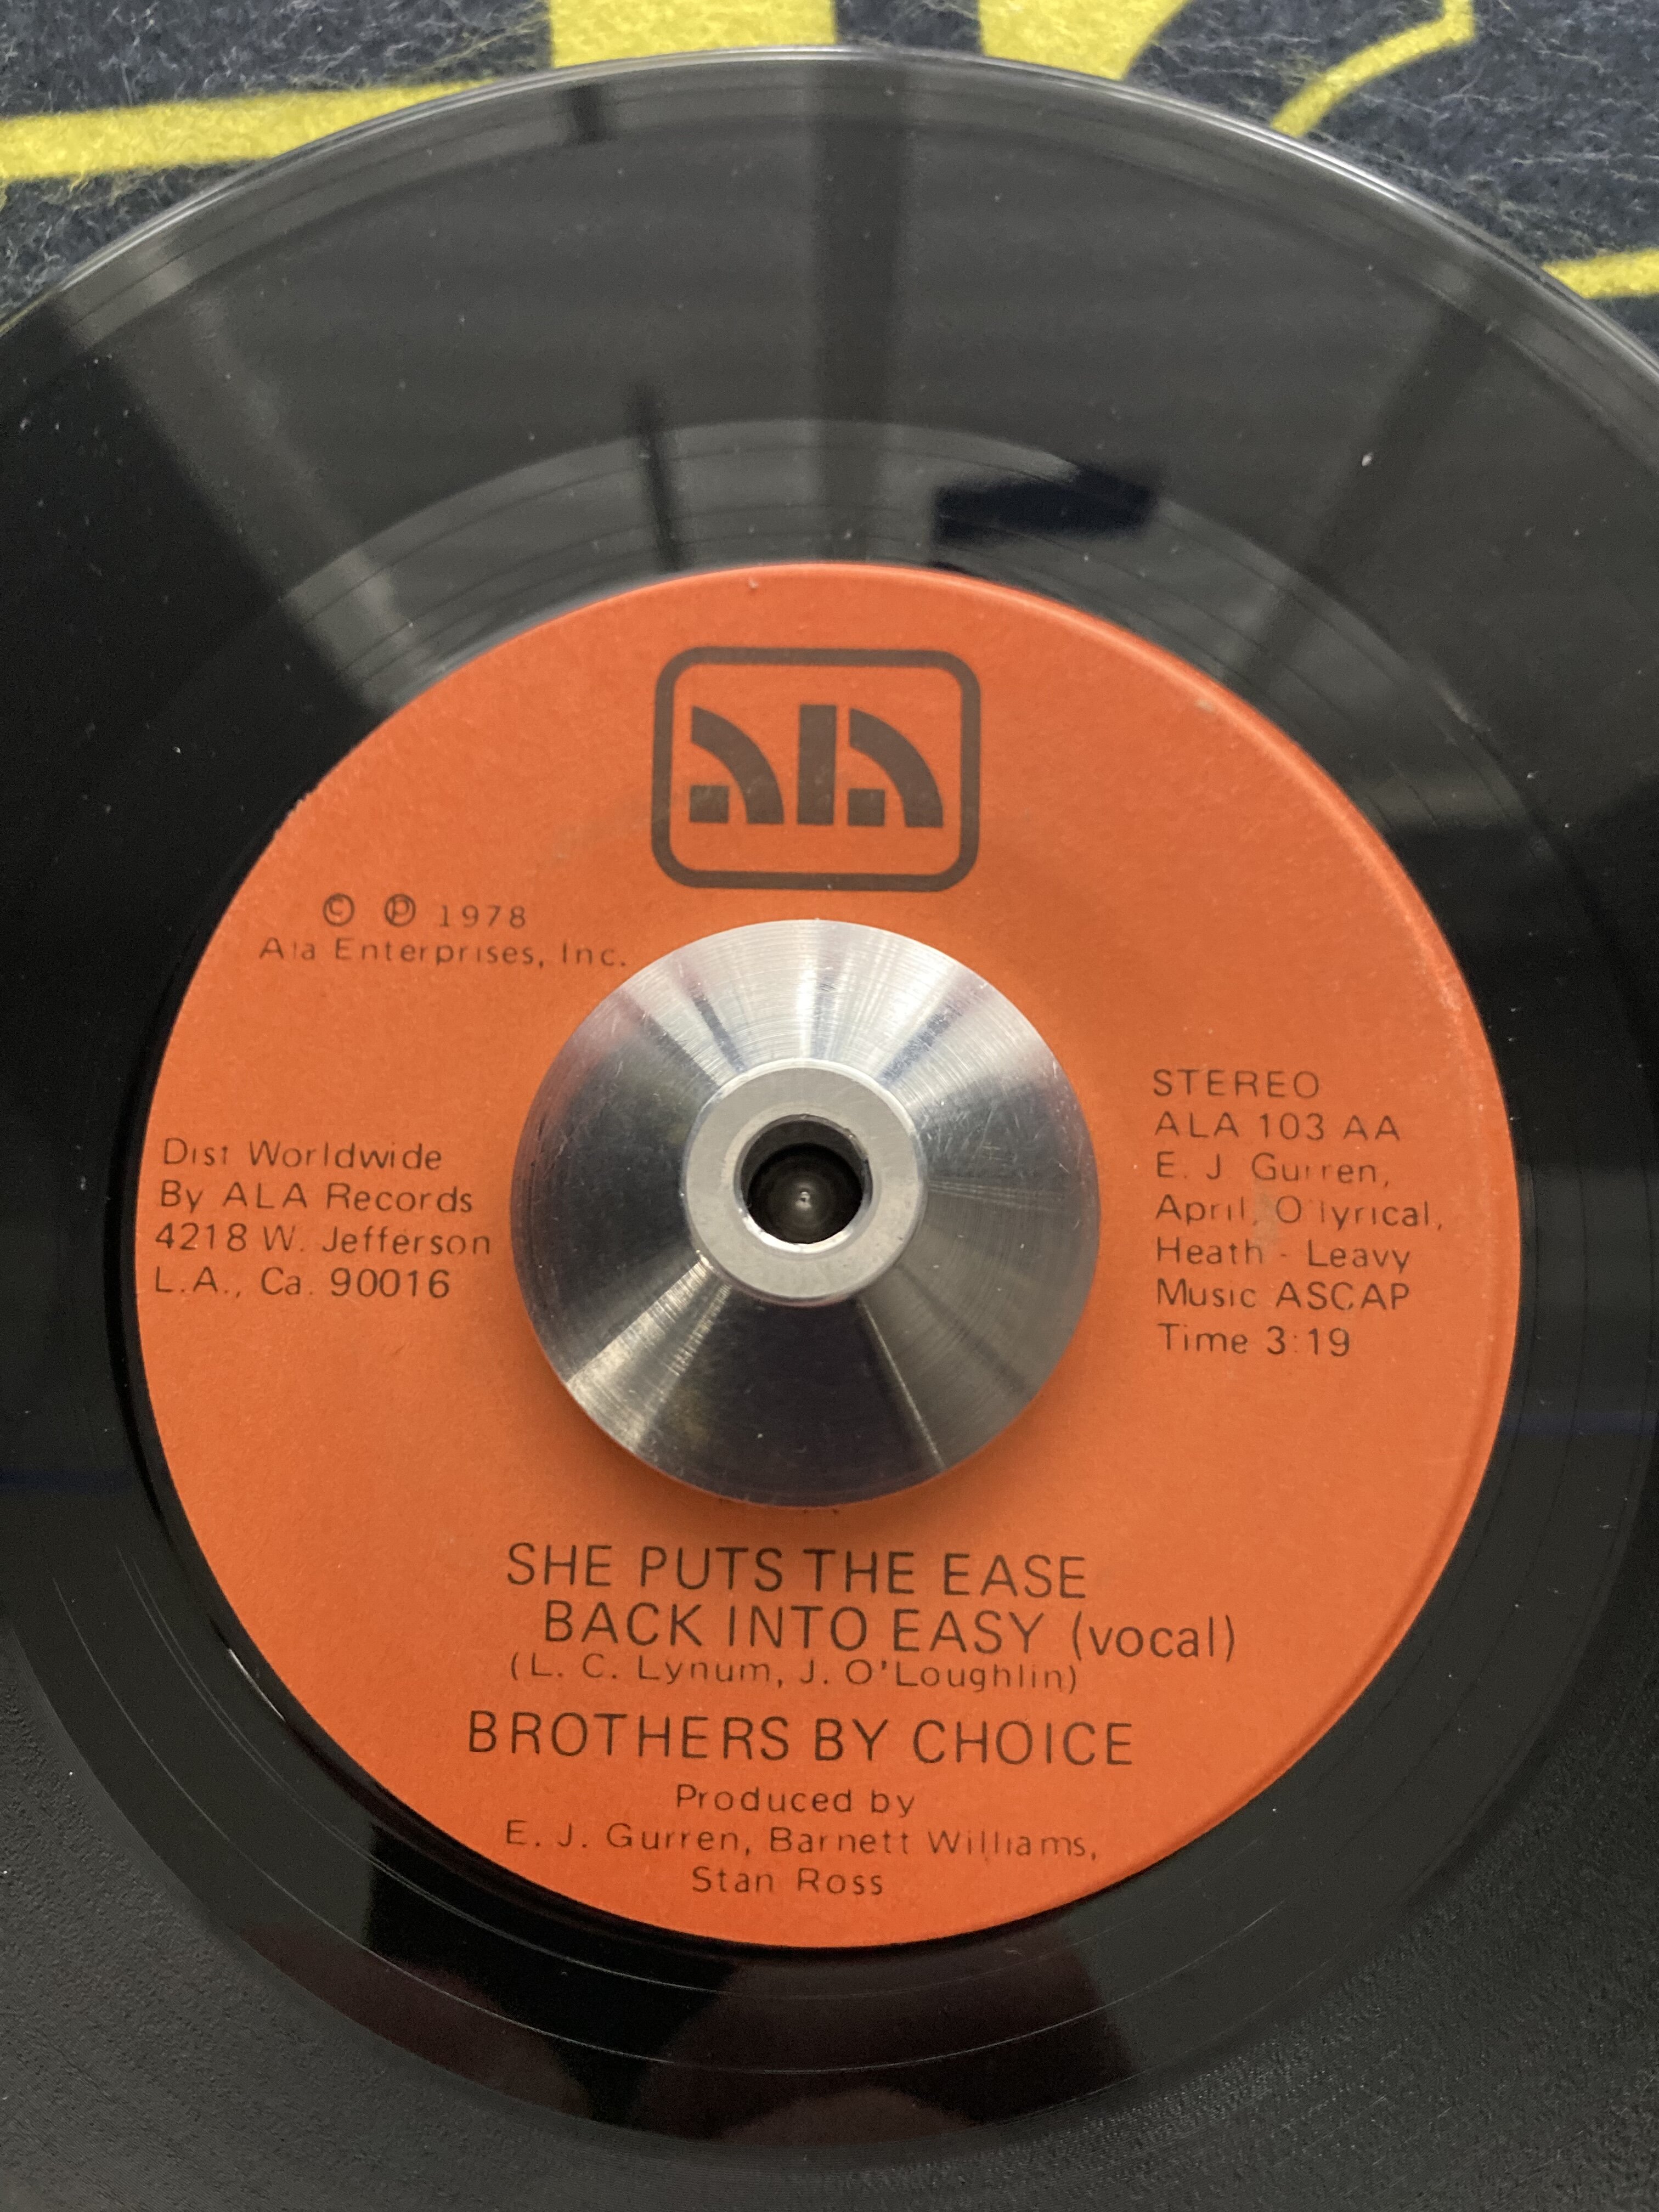 ala
© ℗ 1978
Ala Enterprises, Inc.
Dist Worldwide
By ALA Records
4218 W. Jefferson
L.A., Ca. 90016
STEREO
ALA 103 AA
E. J Gurren,
April, O'lyrical,
Heath - Leavy
Music ASCAP
Time 3:19
SHE PUTS THE EASE
BACK INTO EASY (vocal)
(L. C. Lynum, J. O'Loughlin)
BROTHERS BY CHOICE
Produced by
E. J. Gurren, Barnett Williams,
Stan Ross